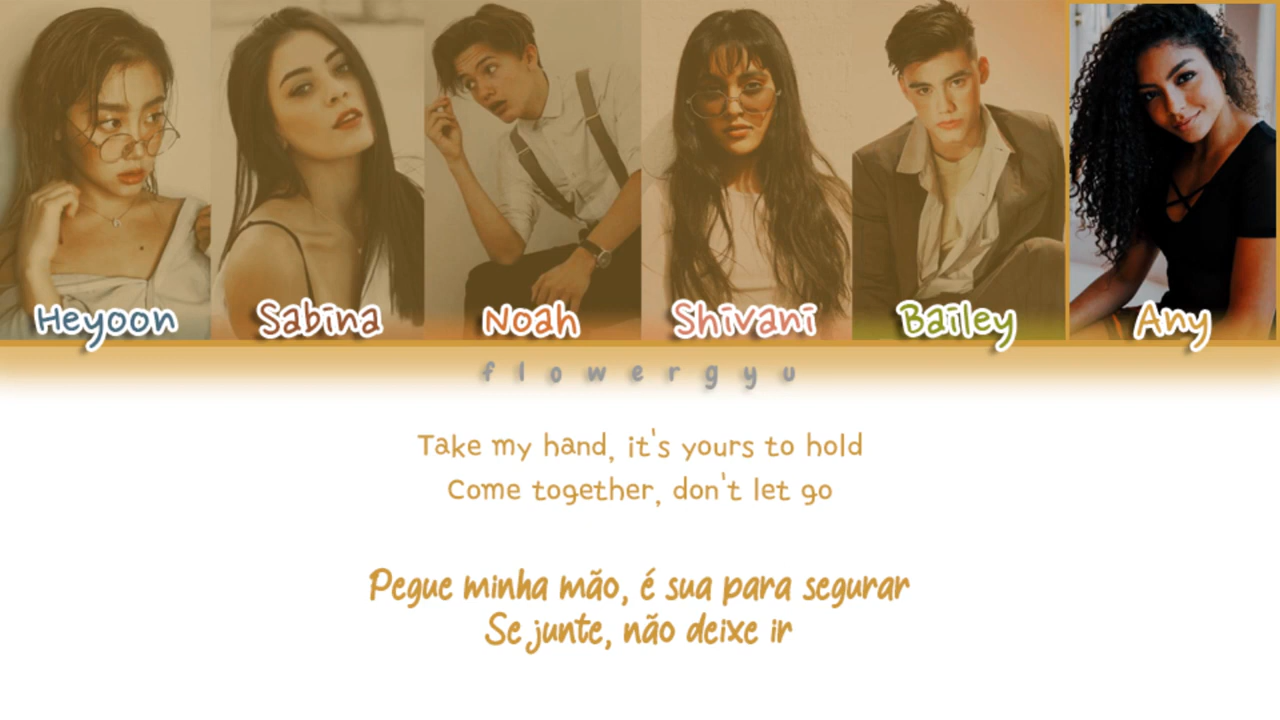 Heyoon Sabina Noah Shivani Bailey Any
flowergyu
Take my hand, it's yours to hold
Come together, don't let go
Pegue minha mão, é sua para segurar
Se junte, não deixe ir